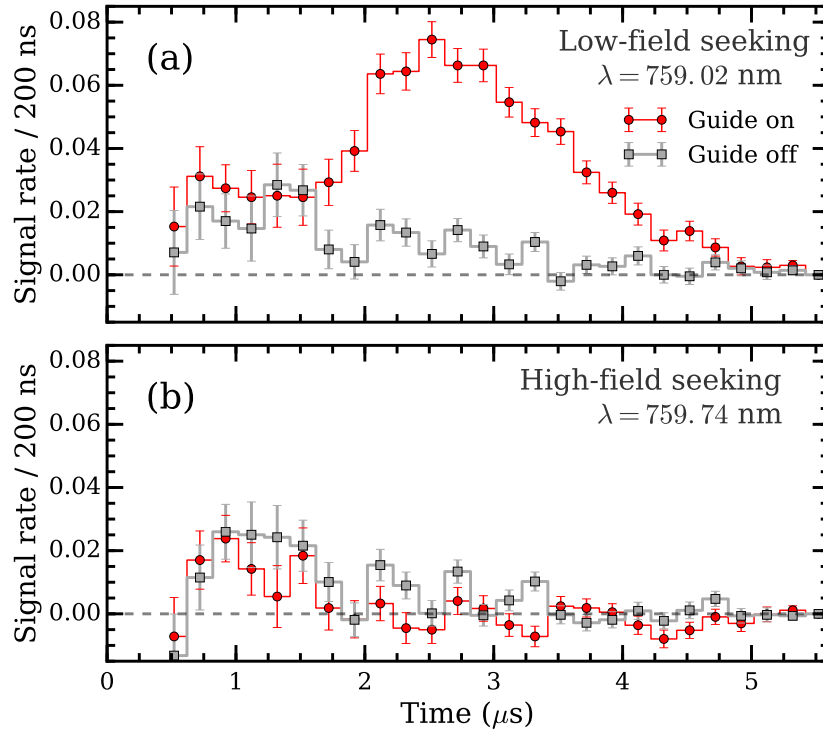 (a)
Low-field seeking
λ = 759.02 nm
Guide on
Guide off
Signal rate / 200 ns
0.08
0.06
0.04
0.02
0.00
(b)
High-field seeking
λ = 759.74 nm
Signal rate / 200 ns
0.08
0.06
0.04
0.02
0.00
0 1 2 3 4 5
Time (μs)